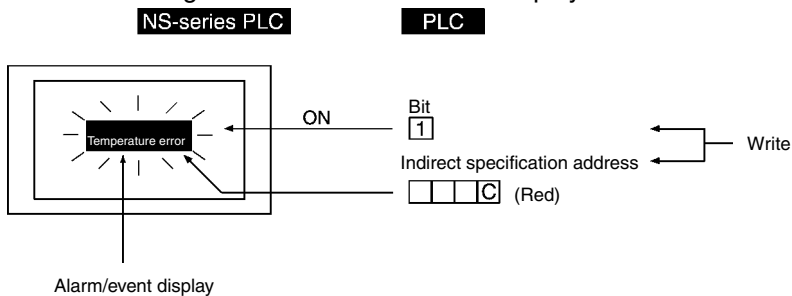 NS-series PLC
PLC
ON
Bit
1
Temperature error
Write
Indirect specification address
C
(Red)
Alarm/event display